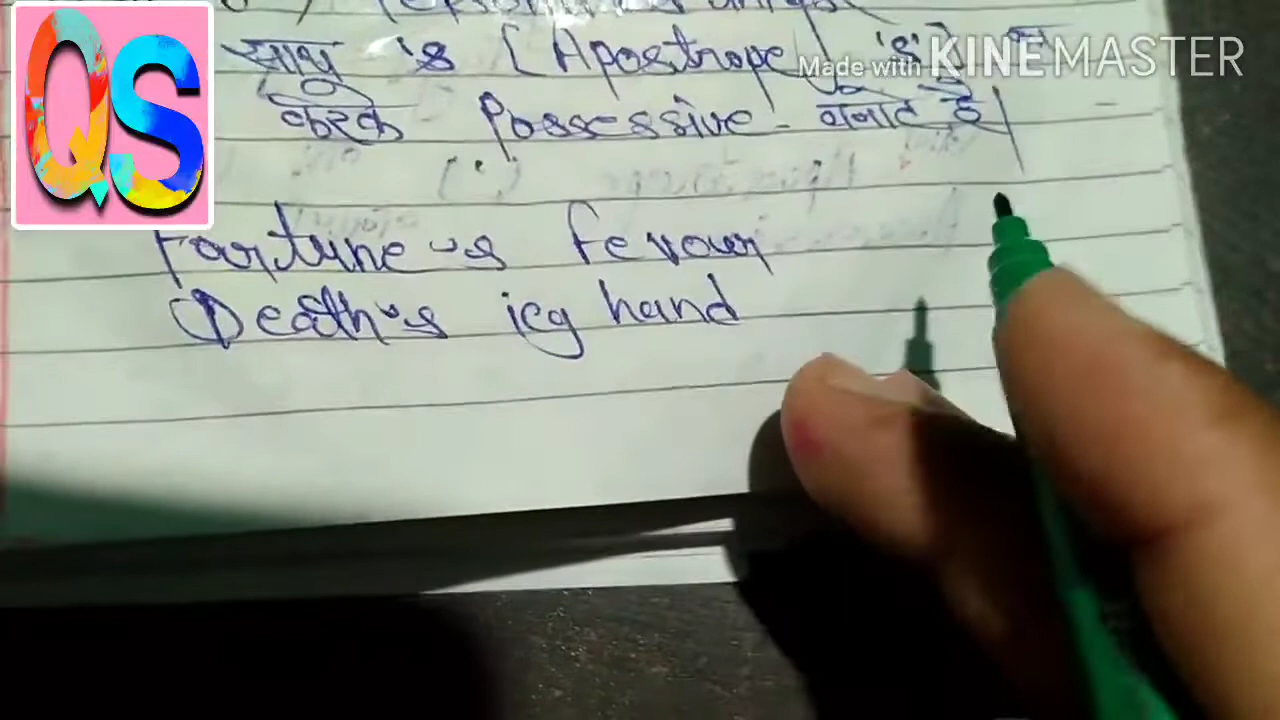 QS
साथ 's [Apostrope 's']
Made with KINEMASTER
करके Possessive बनाते है।
(')
Fortune's fevour
Death's icy hand